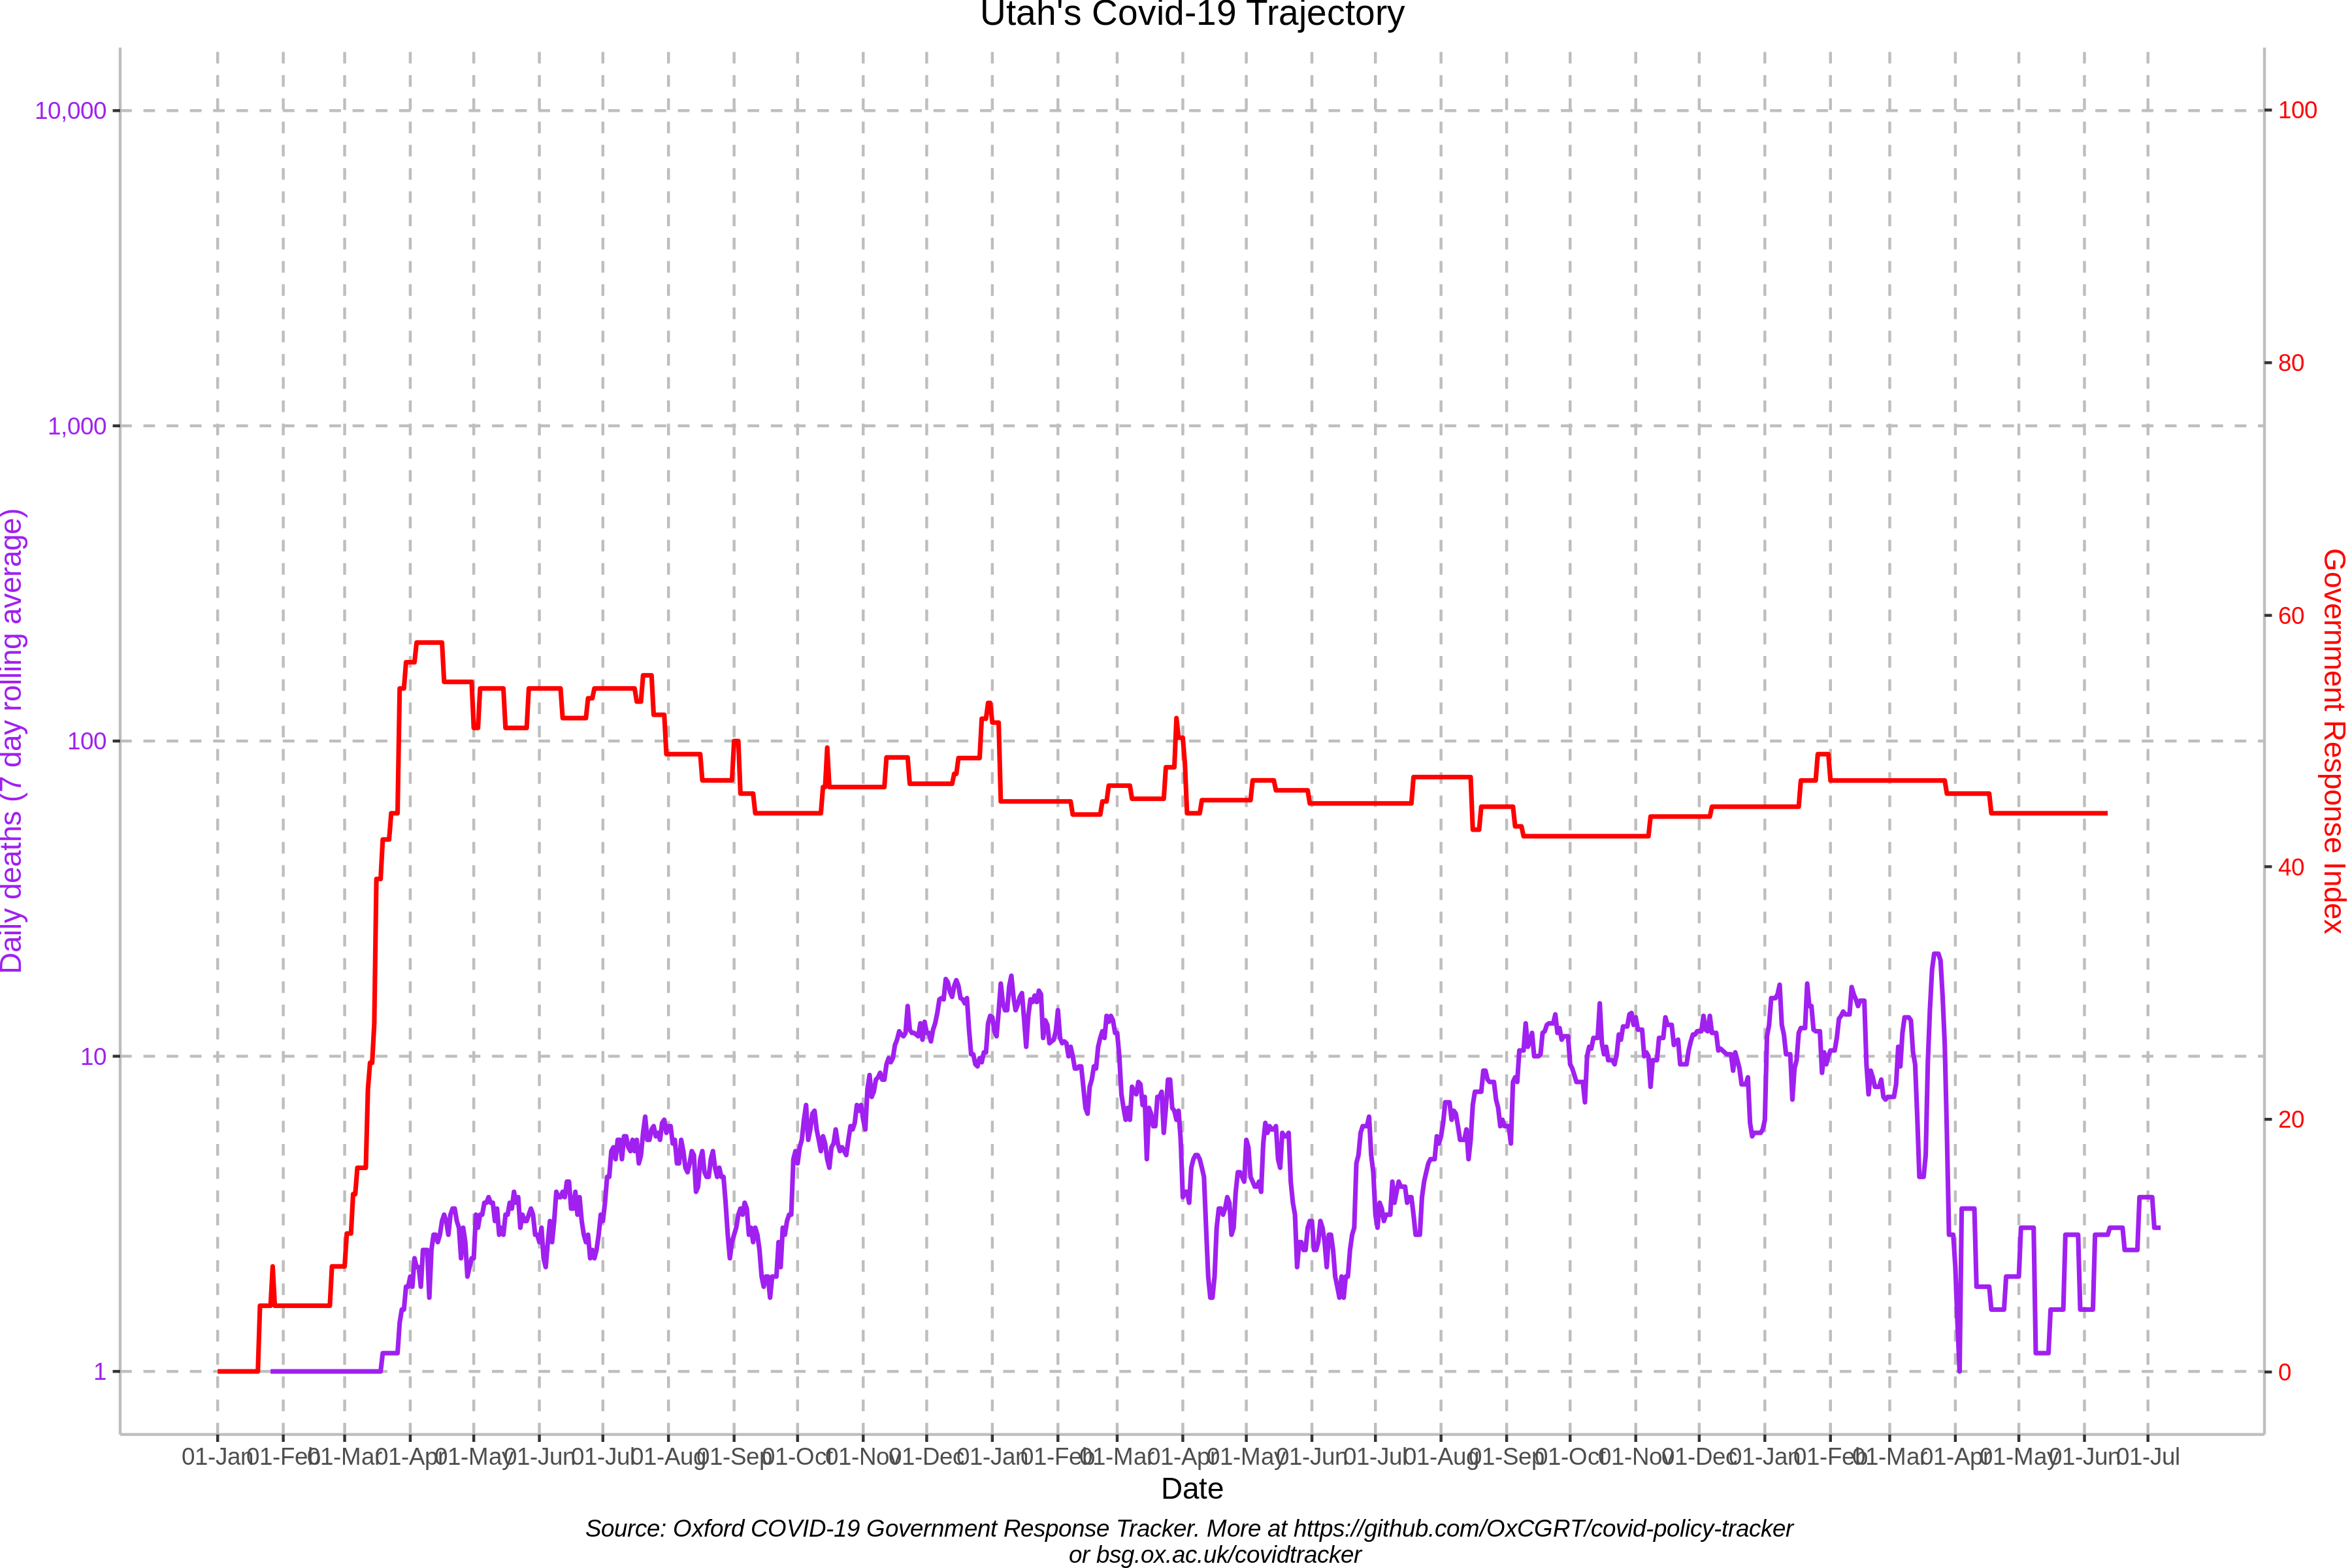 Utah's Covid-19 Trajectory
10,000
1,000
100
10
1
Daily deaths (7 day rolling average)
100
80
60
40
20
0
Government Response Index
01-Jan 01-Feb 01-Mar 01-Apr 01-May 01-Jun 01-Jul 01-Aug 01-Sep 01-Oct 01-Nov 01-Dec 01-Jan 01-Feb 01-Mar 01-Apr 01-May 01-Jun 01-Jul 01-Aug 01-Sep 01-Oct 01-Nov 01-Dec 01-Jan 01-Feb 01-Mar 01-Apr 01-May 01-Jun 01-Jul
Date
Source: Oxford COVID-19 Government Response Tracker. More at https://github.com/OxCGRT/covid-policy-tracker
or bsg.ox.ac.uk/covidtracker